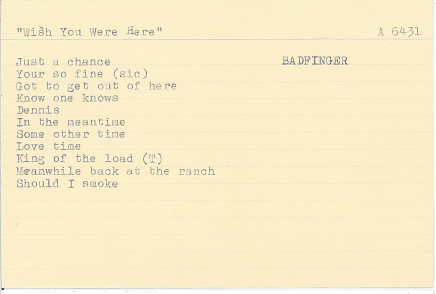 "Wish You Were Here" A 6431
Just a chance BADFINGER
Your so fine (sic)
Got to get out of here
Know one knows
Dennis
In the meantime
Some other time
Love time
King of the load (T)
Meanwhile back at the ranch
Should I smoke